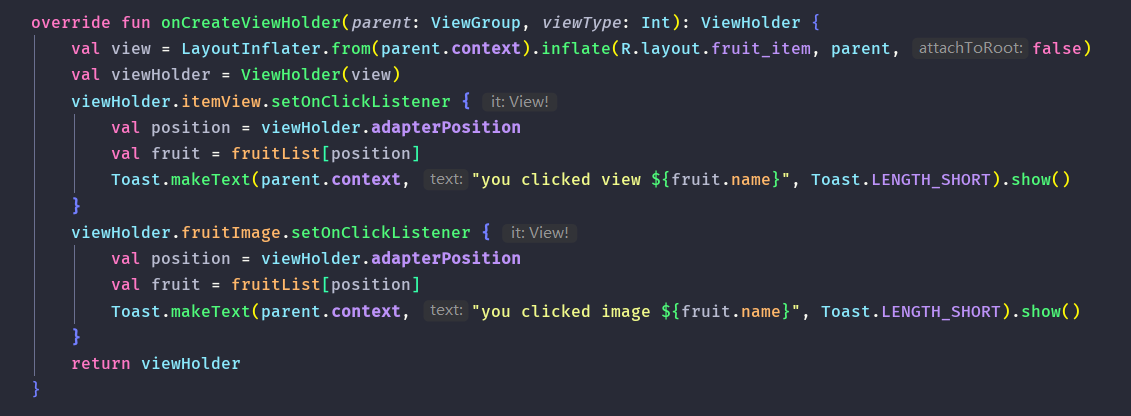 override fun onCreateViewHolder(parent: ViewGroup, viewType: Int): ViewHolder {
    val view = LayoutInflater.from(parent.context).inflate(R.layout.fruit_item, parent, attachToRoot: false)
    val viewHolder = ViewHolder(view)
    viewHolder.itemView.setOnClickListener { it: View!
        val position = viewHolder.adapterPosition
        val fruit = fruitList[position]
        Toast.makeText(parent.context, text: "you clicked view ${fruit.name}", Toast.LENGTH_SHORT).show()
    }
    viewHolder.fruitImage.setOnClickListener { it: View!
        val position = viewHolder.adapterPosition
        val fruit = fruitList[position]
        Toast.makeText(parent.context, text: "you clicked image ${fruit.name}", Toast.LENGTH_SHORT).show()
    }
    return viewHolder
}